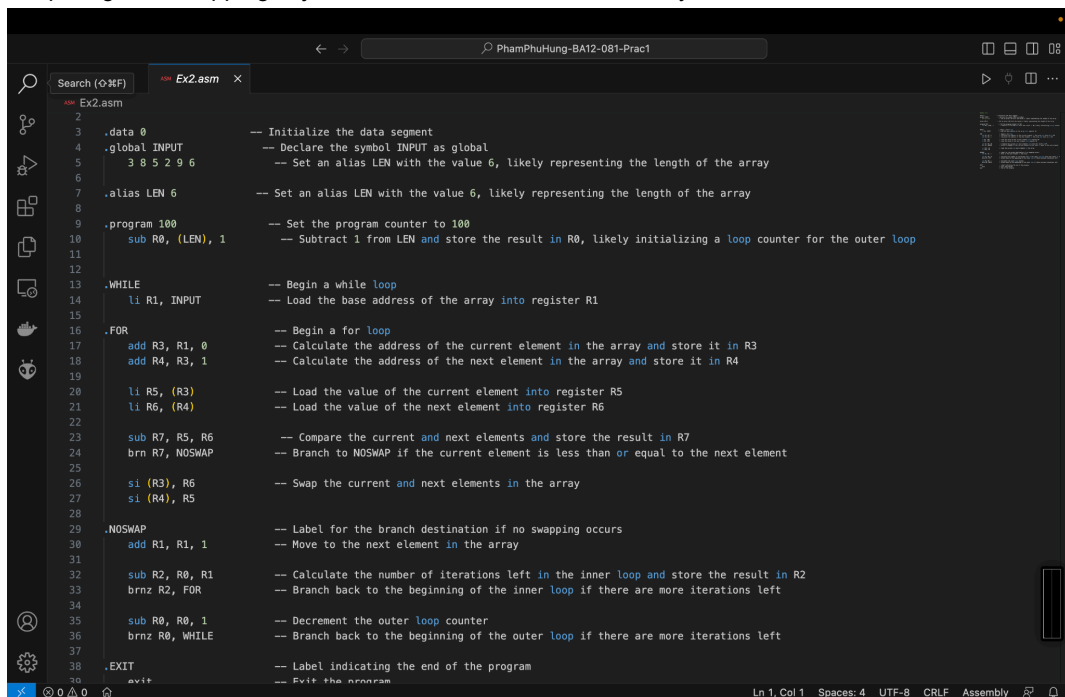 PhamPhuHung-BA12-081-Prac1
Search (⇧⌘F)
ASM Ex2.asm ×
ASM Ex2.asm
2
3 .data 0 -- Initialize the data segment
4 .global INPUT -- Declare the symbol INPUT as global
5 3 8 5 2 9 6 -- Set an alias LEN with the value 6, likely representing the length of the array
6
7 .alias LEN 6 -- Set an alias LEN with the value 6, likely representing the length of the array
8
9 .program 100 -- Set the program counter to 100
10 sub R0, (LEN), 1 -- Subtract 1 from LEN and store the result in R0, likely initializing a loop counter for the outer loop
11
12
13 .WHILE -- Begin a while loop
14 li R1, INPUT -- Load the base address of the array into register R1
15
16 .FOR -- Begin a for loop
17 add R3, R1, 0 -- Calculate the address of the current element in the array and store it in R3
18 add R4, R3, 1 -- Calculate the address of the next element in the array and store it in R4
19
20 li R5, (R3) -- Load the value of the current element into register R5
21 li R6, (R4) -- Load the value of the next element into register R6
22
23 sub R7, R5, R6 -- Compare the current and next elements and store the result in R7
24 brn R7, NOSWAP -- Branch to NOSWAP if the current element is less than or equal to the next element
25
26 si (R3), R6 -- Swap the current and next elements in the array
27 si (R4), R5
28
29 .NOSWAP -- Label for the branch destination if no swapping occurs
30 add R1, R1, 1 -- Move to the next element in the array
31
32 sub R2, R0, R1 -- Calculate the number of iterations left in the inner loop and store the result in R2
33 brnz R2, FOR -- Branch back to the beginning of the inner loop if there are more iterations left
34
35 sub R0, R0, 1 -- Decrement the outer loop counter
36 brnz R0, WHILE -- Branch back to the beginning of the outer loop if there are more iterations left
37
38 .EXIT -- Label indicating the end of the program
39 exit -- Exit the program
0 0 Ln 1, Col 1 Spaces: 4 UTF-8 CRLF Assembly